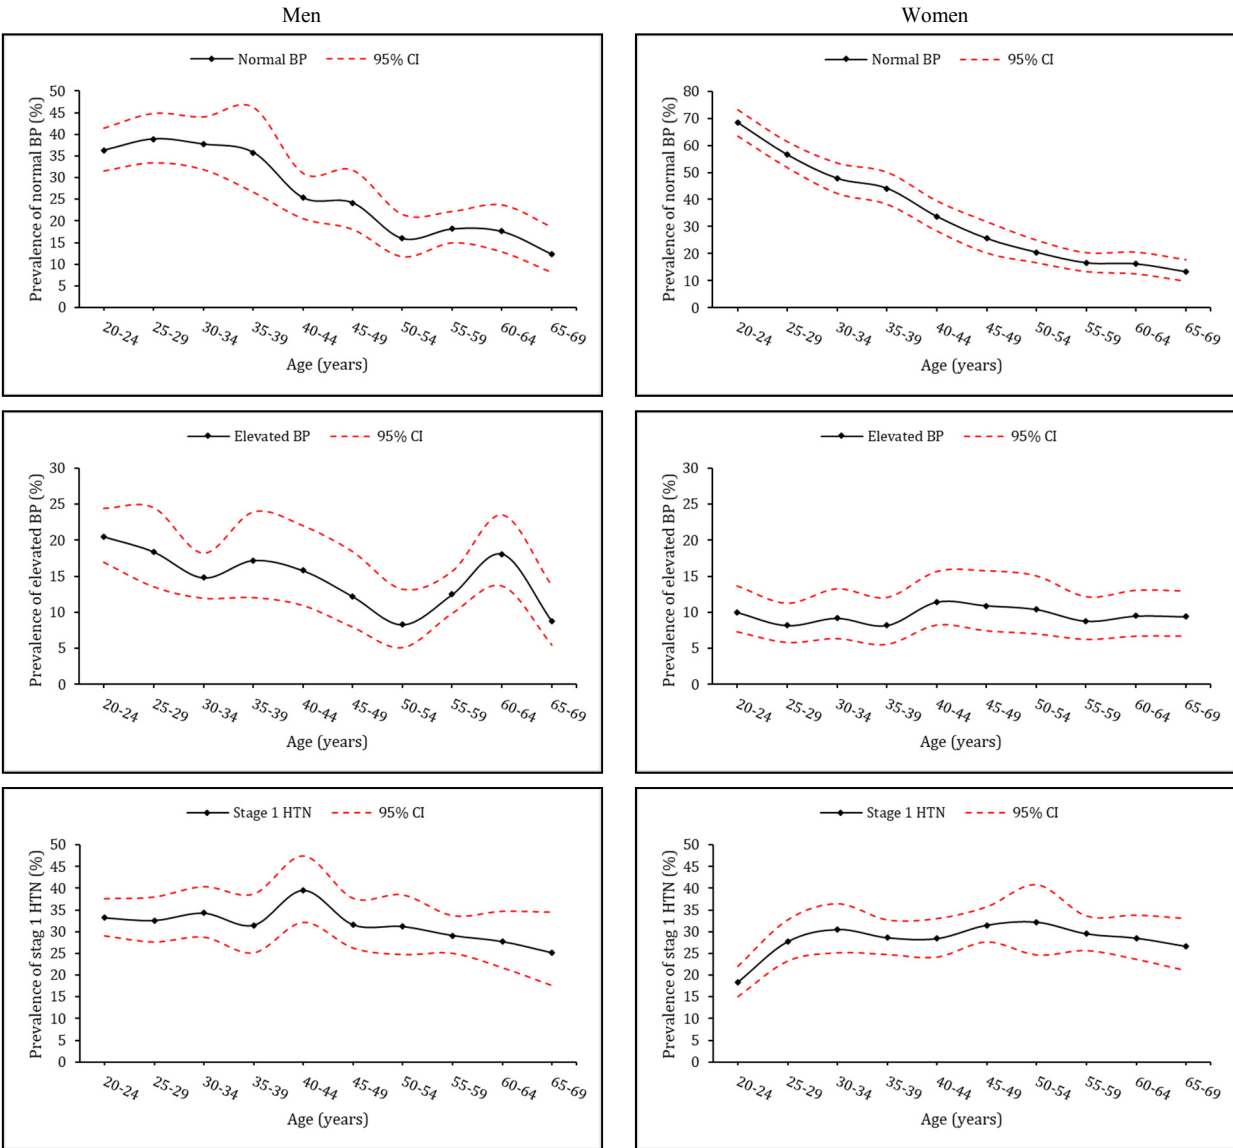 Men
Women
Normal BP 95% CI
Prevalence of normal BP (%)
50
45
40
35
30
25
20
15
10
5
0
20-24 25-29 30-34 35-39 40-44 45-49 50-54 55-59 60-64 65-69
Age (years)
Normal BP 95% CI
Prevalence of normal BP (%)
80
70
60
50
40
30
20
10
0
20-24 25-29 30-34 35-39 40-44 45-49 50-54 55-59 60-64 65-69
Age (years)
Elevated BP 95% CI
Prevalence of elevated BP (%)
30
25
20
15
10
5
0
20-24 25-29 30-34 35-39 40-44 45-49 50-54 55-59 60-64 65-69
Age (years)
Elevated BP 95% CI
Prevalence of elevated BP (%)
30
25
20
15
10
5
0
20-24 25-29 30-34 35-39 40-44 45-49 50-54 55-59 60-64 65-69
Age (years)
Stage 1 HTN 95% CI
Prevalence of stag 1 HTN (%)
50
45
40
35
30
25
20
15
10
5
0
20-24 25-29 30-34 35-39 40-44 45-49 50-54 55-59 60-64 65-69
Age (years)
Stage 1 HTN 95% CI
Prevalence of stage 1 HTN (%)
50
45
40
35
30
25
20
15
10
5
0
20-24 25-29 30-34 35-39 40-44 45-49 50-54 55-59 60-64 65-69
Age (years)